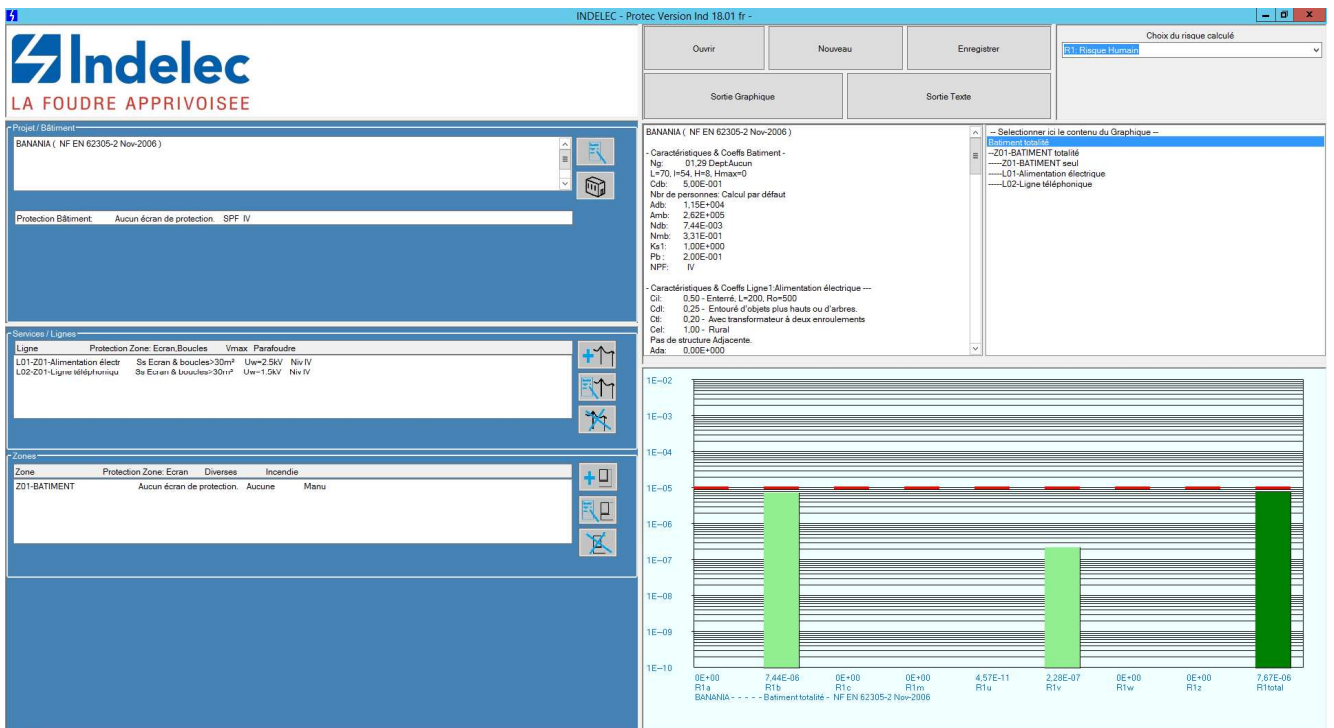 INDELEC - Protec Version Ind 18.01 fr -
Indelec
LA FOUDRE APPRIVOISEE
Ouvrir
Nouveau
Enregistrer
Choix du risque calculé
R1: Risque Humain
Sortie Graphique
Sortie Texte
Projet / Bâtiment
BANANIA ( NF EN 62305-2 Nov-2006 )
Protection Bâtiment: Aucun écran de protection. SPF IV
Services / Lignes
Ligne Protection Zone: Ecran,Boucles Vmax Parafoudre
L01-Z01-Alimentation électr Ss Ecran & boucles>30m² Uw=2.5kV Niv IV
L02-Z01-Ligne téléphoniqu Ss Ecran & boucles>30m² Uw=1.5kV Niv IV
Zones
Zone Protection Zone: Ecran Diverses Incendie
Z01-BATIMENT Aucun écran de protection. Aucune Manu
BANANIA ( NF EN 62305-2 Nov-2006 )
- Caractéristiques & Coeffs Batiment -
Ng: 01,29 Dept:Aucun
L=70, l=54, H=8, Hmax=0
Cdb: 5,00E-001
Nbr de personnes: Calcul par défaut
Adb: 1,15E+004
Amb: 2,62E+005
Ndb: 7,44E-003
Nmb: 3,31E-001
Ks1: 1,00E+000
Pb : 2,00E-001
NPF: IV
- Caractéristiques & Coeffs Ligne1:Alimentation électrique ---
Cil: 0,50 - Enterré, L=200, Ro=500
Cdl: 0,25 - Entouré d'objets plus hauts ou d'arbres.
Ctl: 0,20 - Avec transformateur à deux enroulements
Cel: 1,00 - Rural
Pas de structure Adjacente.
Ada: 0,00E+000
-- Selectionner ici le contenu du Graphique --
Batiment totalité
--Z01-BATIMENT totalité
-----Z01-BATIMENT seul
-----L01-Alimentation électrique
-----L02-Ligne téléphonique
1E-02
1E-03
1E-04
1E-05
1E-06
1E-07
1E-08
1E-09
1E-10
0E+00 7,44E-06 0E+00 0E+00 4,57E-11 2,28E-07 0E+00 0E+00 7,67E-06
R1a R1b R1c R1m R1u R1v R1w R1z R1total
BANANIA - - - - - Batiment totalité - NF EN 62305-2 Nov-2006